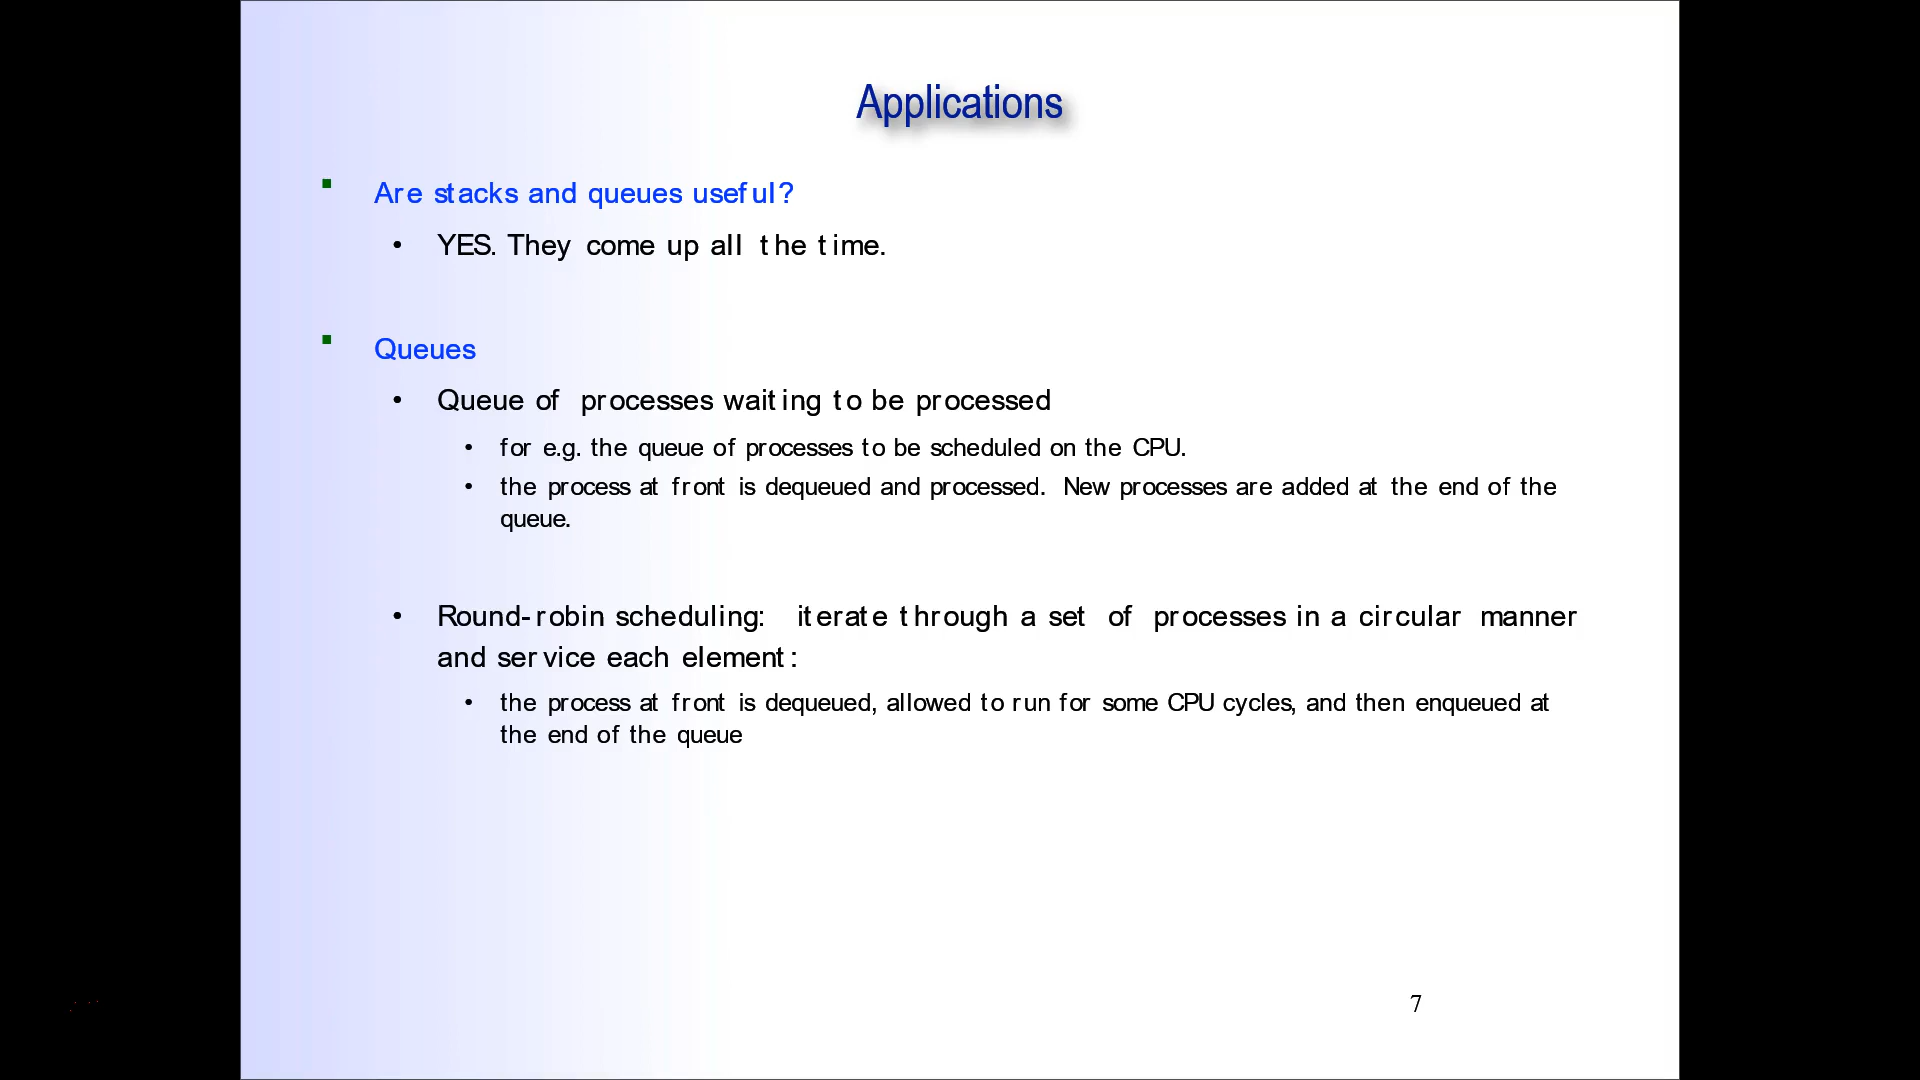 Applications
Are stacks and queues useful?
YES. They come up all the time.
Queues
Queue of processes waiting to be processed
for e.g. the queue of processes to be scheduled on the CPU.
the process at front is dequeued and processed. New processes are added at the end of the
queue.
Round-robin scheduling: iterate through a set of processes in a circular manner
and service each element:
the process at front is dequeued, allowed to run for some CPU cycles, and then enqueued at
the end of the queue
7